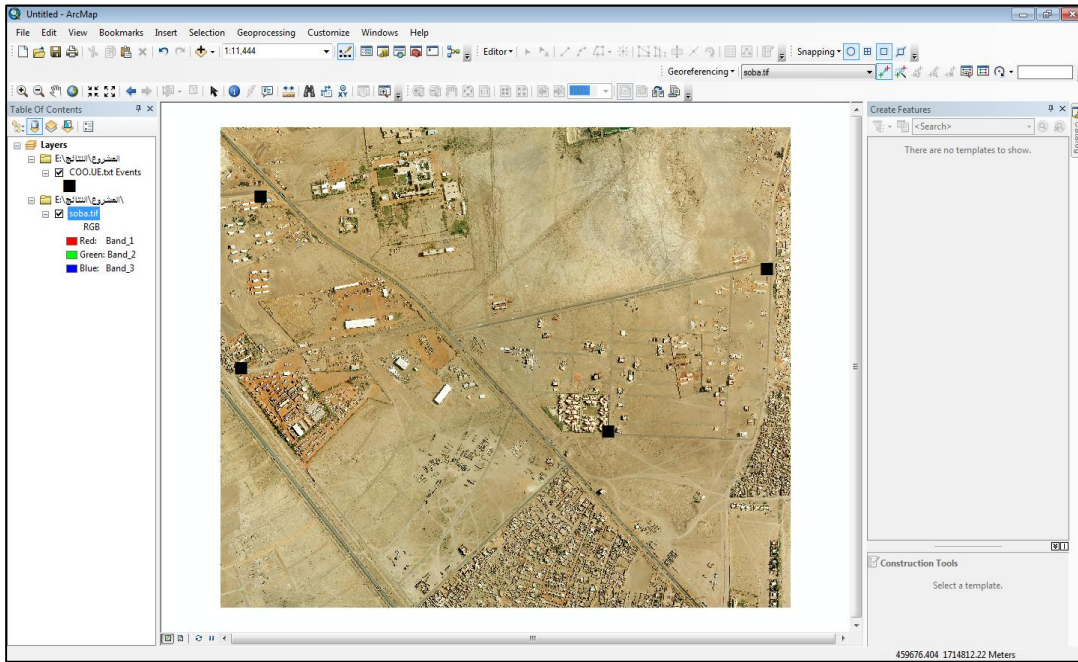 Untitled - ArcMap
File Edit View Bookmarks Insert Selection Geoprocessing Customize Windows Help
1:11,444
Editor
Snapping
Georeferencing
soba.tif
100%
Table Of Contents
Layers
E:\المشروع\النتائج
COO.UE.txt Events
E:\المشروع\النتائج\
soba.tif
RGB
Red: Band_1
Green: Band_2
Blue: Band_3
Create Features
<Search>
There are no templates to show.
Construction Tools
Select a template.
Catalog
459676.404 1714812.22 Meters